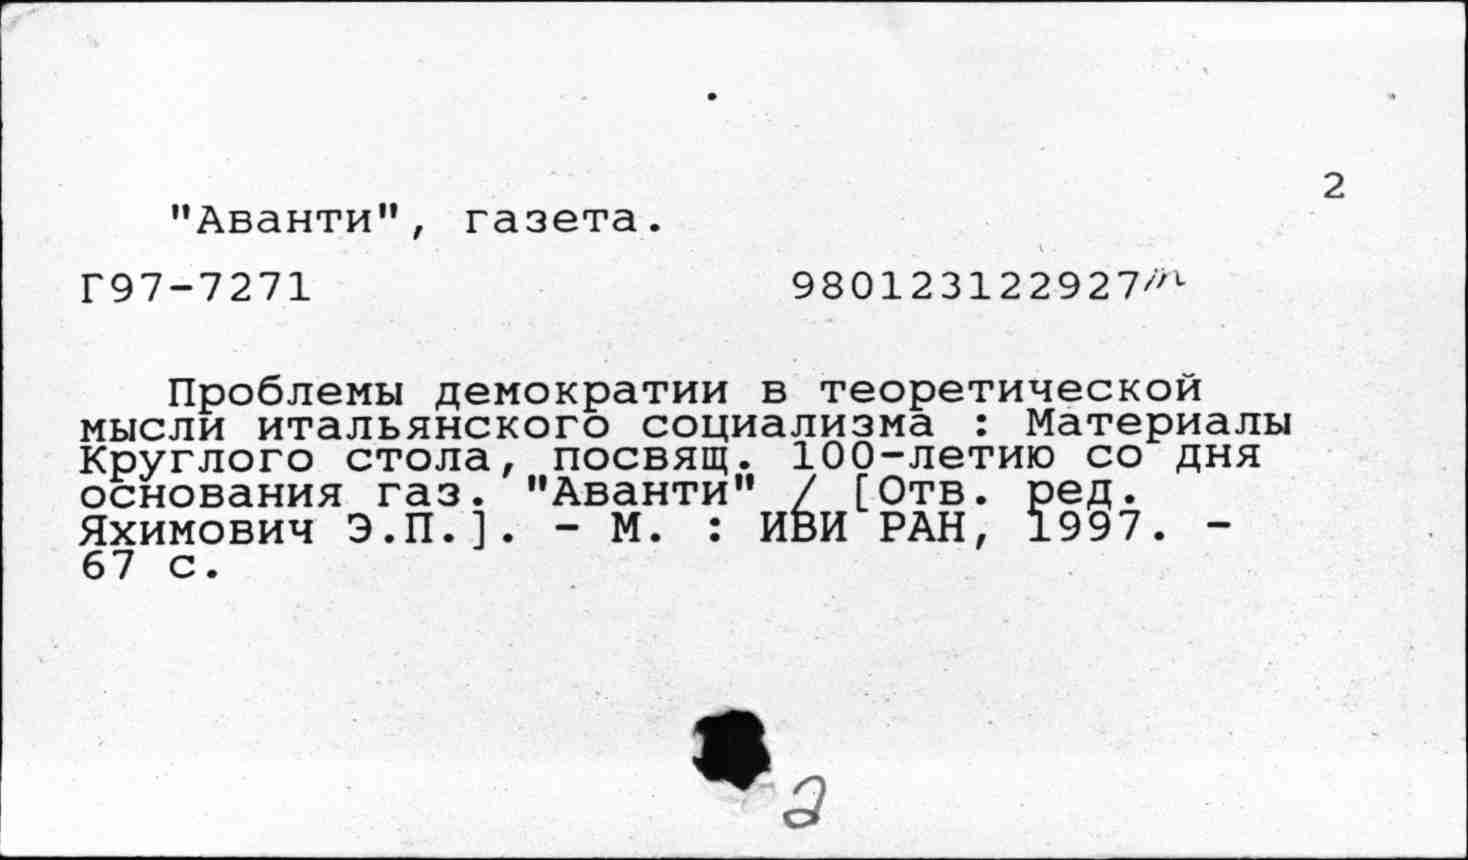 2
"Аванти", газета.
Г97-7271 980123122927
Проблемы демократии в теоретической
мысли итальянского социализма : Материалы
Круглого стола, посвящ. 100-летию со дня
основания газ. "Аванти" / [Отв. ред.
Яхимович Э.П.]. - М. : ИВИ РАН, 1997. -
67 с.
2